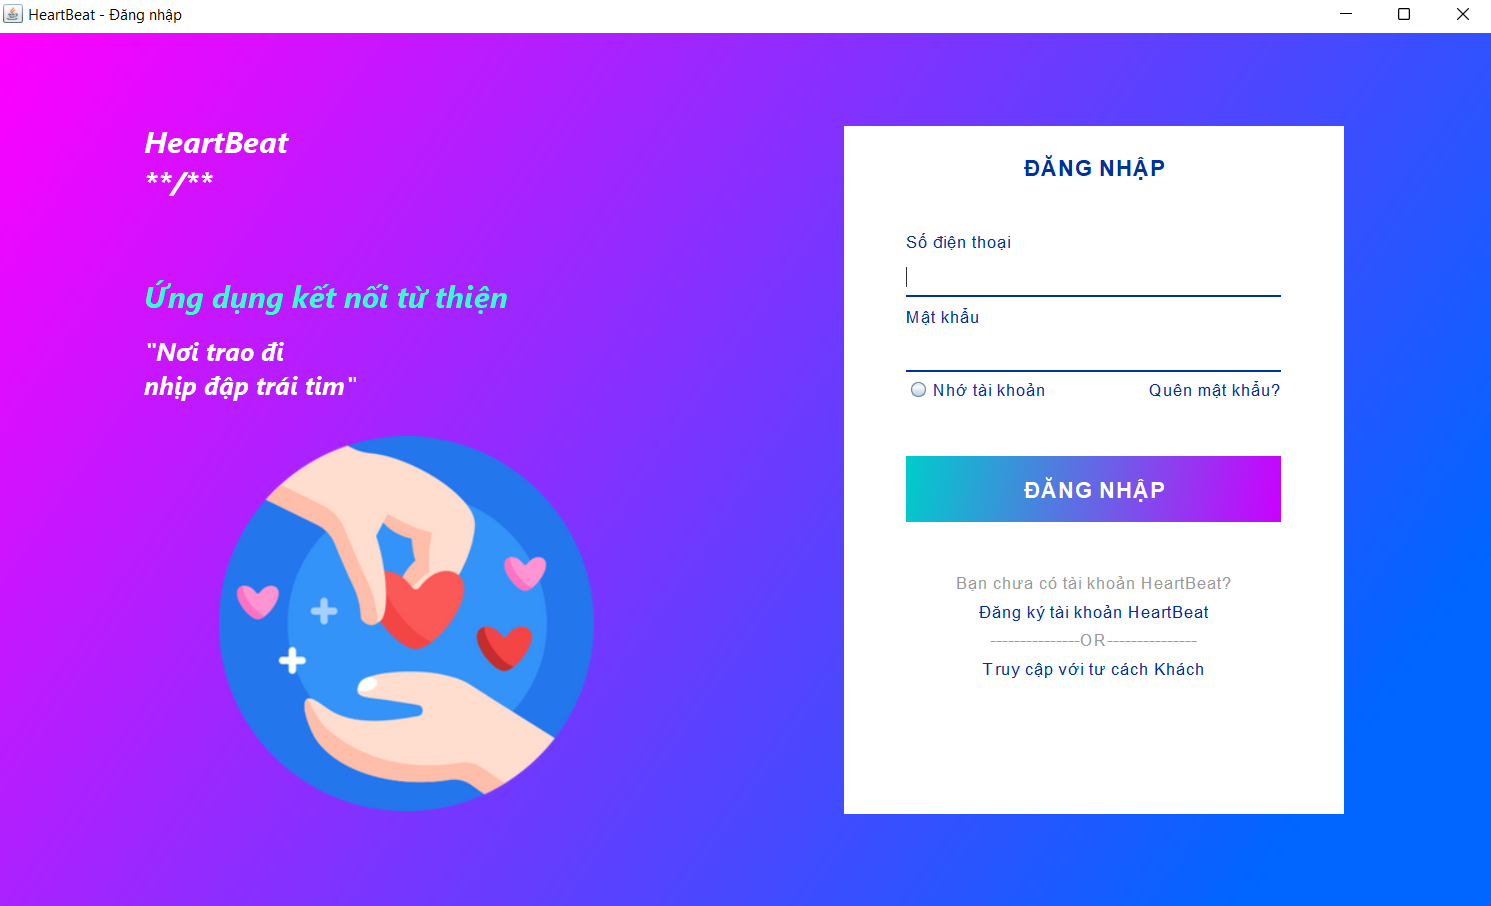 HeartBeat - Đăng nhập
HeartBeat
**/**
Ứng dụng kết nối từ thiện
"Nơi trao đi
nhịp đập trái tim"
ĐĂNG NHẬP
Số điện thoại
Mật khẩu
Nhớ tài khoản Quên mật khẩu?
ĐĂNG NHẬP
Bạn chưa có tài khoản HeartBeat?
Đăng ký tài khoản HeartBeat
---------------OR---------------
Truy cập với tư cách Khách